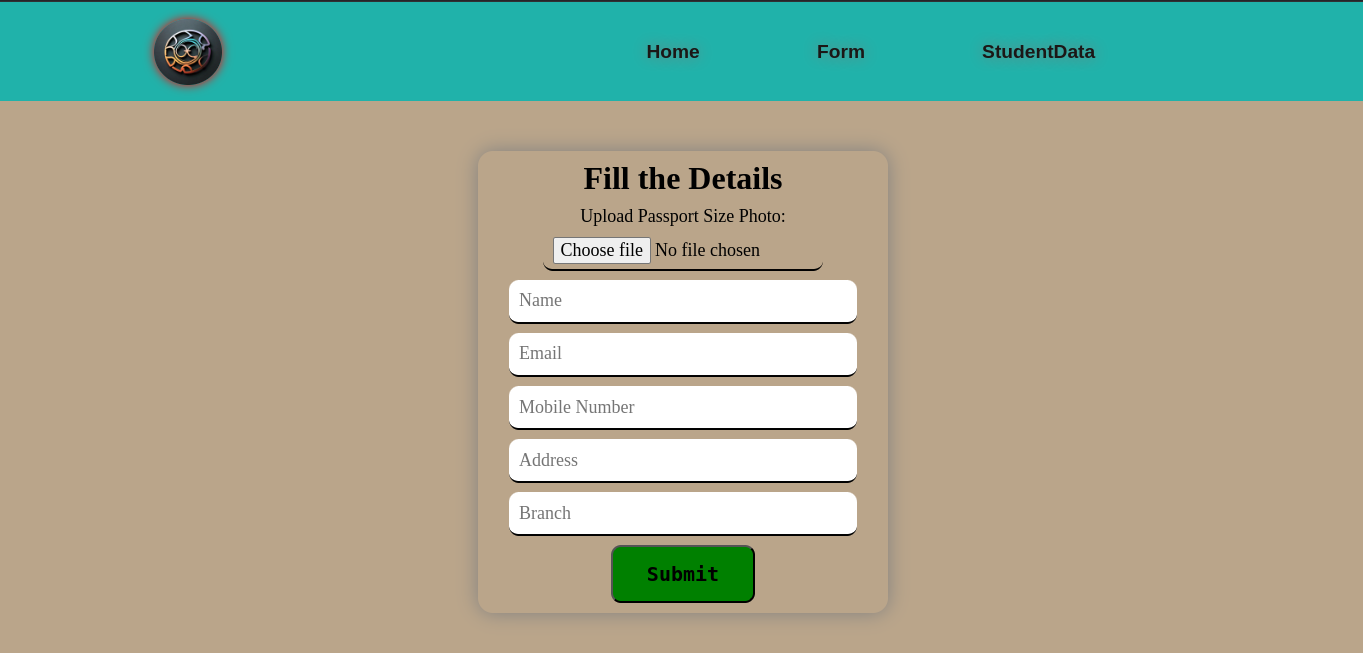 Home Form StudentData
Fill the Details
Upload Passport Size Photo:
Choose file No file chosen
Name
Email
Mobile Number
Address
Branch
Submit